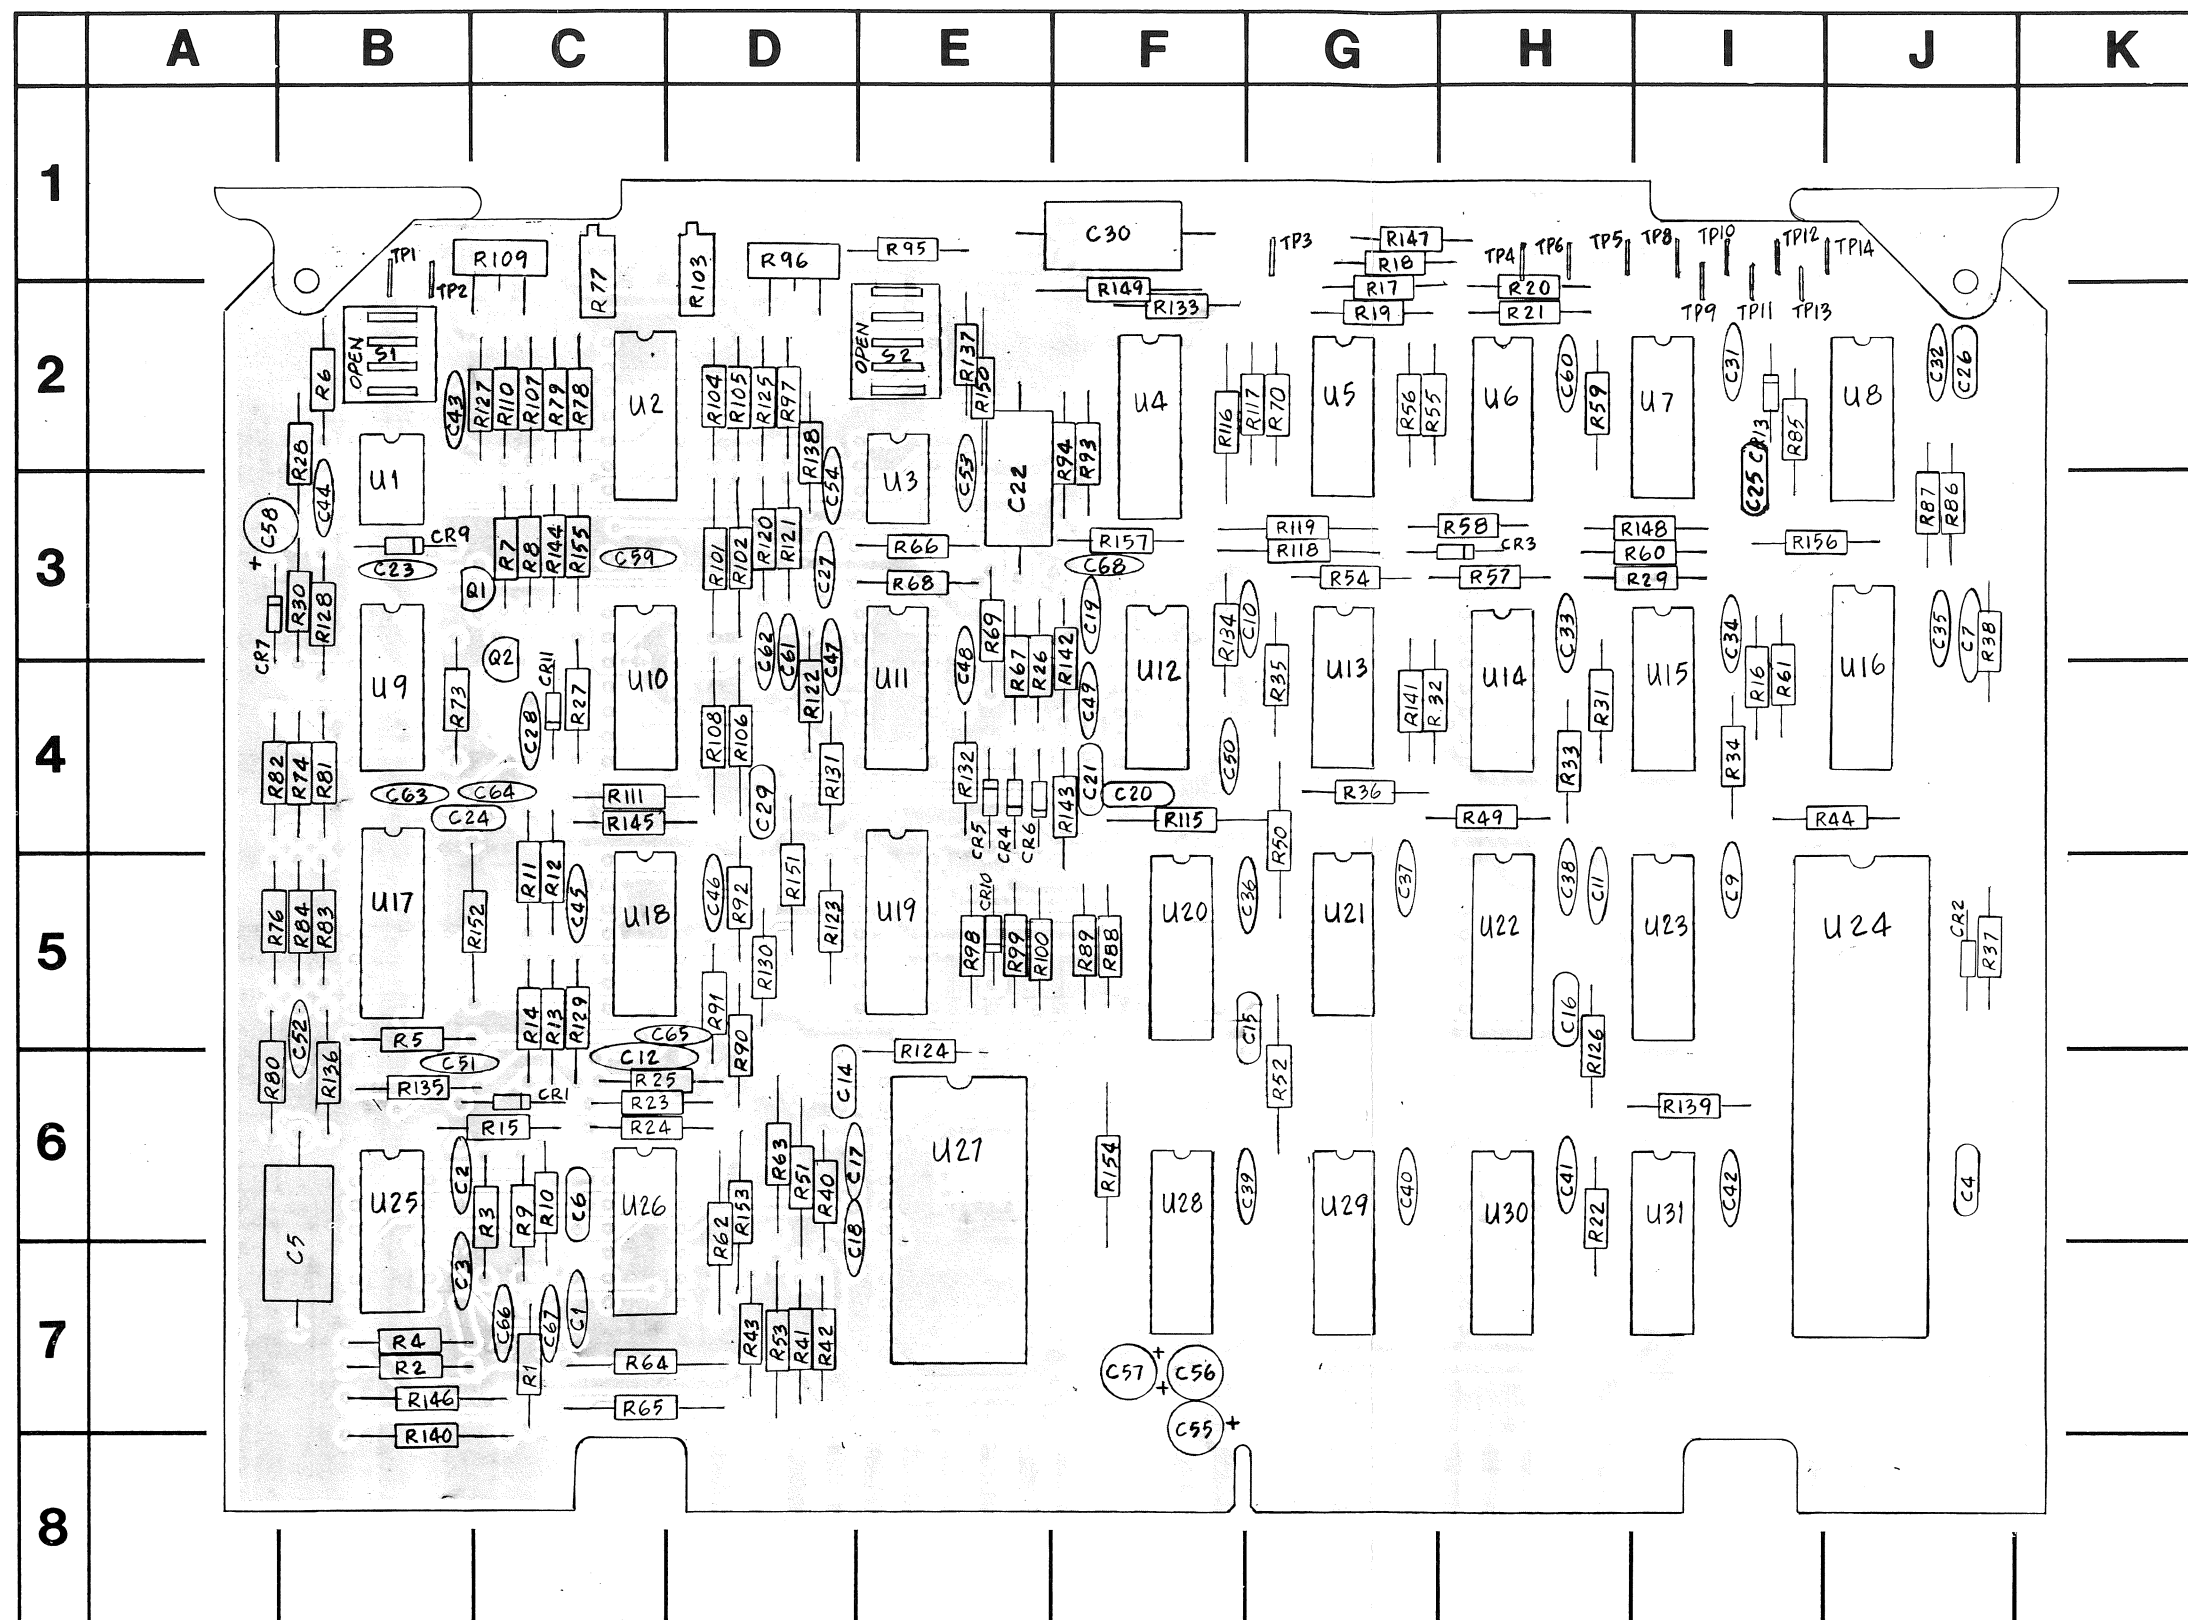 A B C D E F G H I J K
1
TP1 R109 R77 R103 R96 R95 C30 TP3 R147 TP4 TP6 TP5 TP8 TP10 TP12 TP14
R18
TP2 R149 R17 R20
R133 R19 R21 TP9 TP11 TP13
2
OPEN S1 OPEN S2
R6 C43 R127 R110 R107 R79 R78 U2 R104 R105 R125 R97 R137 R150 U4 R116 R117 R70 U5 R56 R55 U6 C60 R59 U7 C31 CR13 R85 U8 C32 C26
R28 R138 R94 R93
C44 U1 C54 U3 C53 C22 C25 R87 R86
3
C58 + CR9 R7 R8 R144 R155 C59 R101 R102 R120 R121 R66 R157 R119 R58 R148
C23 C27 C68 R118 CR3 R60 R156
Q1 R68 R54 R57 R29
CR7 R30 R128 C62 C61 C47 R69 C19 R134 C10 C33 C34 C35 C7 R38
Q2 CR11 C48 R67 R26 R142
U9 R73 R27 U10 R122 U11 C49 U12 R35 U13 R141 R32 U14 R31 U15 R16 R61 U16
4
C28 R108 R106 C50 R33 R34
R82 R74 R81 R131 R132 R143 C21
C63 C64 R111 C29 C20 R36
C24 R145 CR5 CR4 CR6 R115 R50 R49 R44
R11 R12 C45 C46 R92 R151 CR10 C36 C37 C38 C11 C9
5
R76 R84 R83 U17 R152 U18 R123 U19 R98 R99 R100 R89 R88 U20 U21 U22 U23 U24 CR2 R37
R130
R14 R13 R129 R91 C15 C16
C52 R5 C65 R90 R126
R80 R136 C51 C12 R124 R52
R135 R25 C14
CR1 R23 R139
6
R15 R24
C2 R63 R51 R40 C17 U27 R154 C39 C40 C41 C42 C4
U25 R3 R9 R10 C6 U26 R62 R153 U28 U29 U30 R22 U31
C5 C3 C18
7
C66 C67 C1 R43 R53 R41 R42
R4
R2 R1 R64 C57 + + C56
R146 R65
C55 +
R140
8